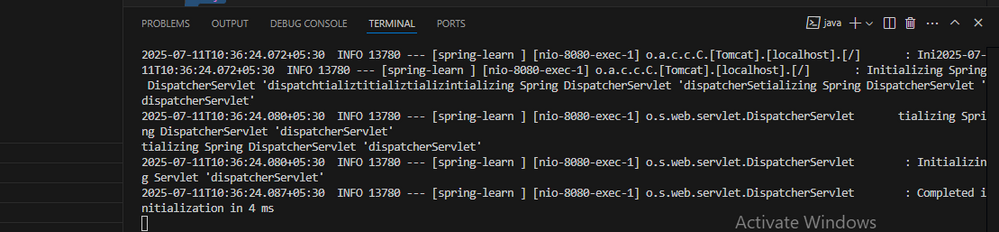 PROBLEMS OUTPUT DEBUG CONSOLE TERMINAL PORTS java
2025-07-11T10:36:24.072+05:30  INFO 13780 --- [spring-learn ] [nio-8080-exec-1] o.a.c.c.C.[Tomcat].[localhost].[/]       : Ini2025-07-
11T10:36:24.072+05:30  INFO 13780 --- [spring-learn ] [nio-8080-exec-1] o.a.c.c.C.[Tomcat].[localhost].[/]       : Initializing Spring
 DispatcherServlet 'dispatchtializtitializtializintializing Spring DispatcherServlet 'dispatcherSetializing Spring DispatcherServlet '
dispatcherServlet'
2025-07-11T10:36:24.080+05:30  INFO 13780 --- [spring-learn ] [nio-8080-exec-1] o.s.web.servlet.DispatcherServlet       tializing Spri
ng DispatcherServlet 'dispatcherServlet'
tializing Spring DispatcherServlet 'dispatcherServlet'
2025-07-11T10:36:24.080+05:30  INFO 13780 --- [spring-learn ] [nio-8080-exec-1] o.s.web.servlet.DispatcherServlet        : Initializin
g Servlet 'dispatcherServlet'
2025-07-11T10:36:24.087+05:30  INFO 13780 --- [spring-learn ] [nio-8080-exec-1] o.s.web.servlet.DispatcherServlet        : Completed i
nitialization in 4 ms
Activate Windows